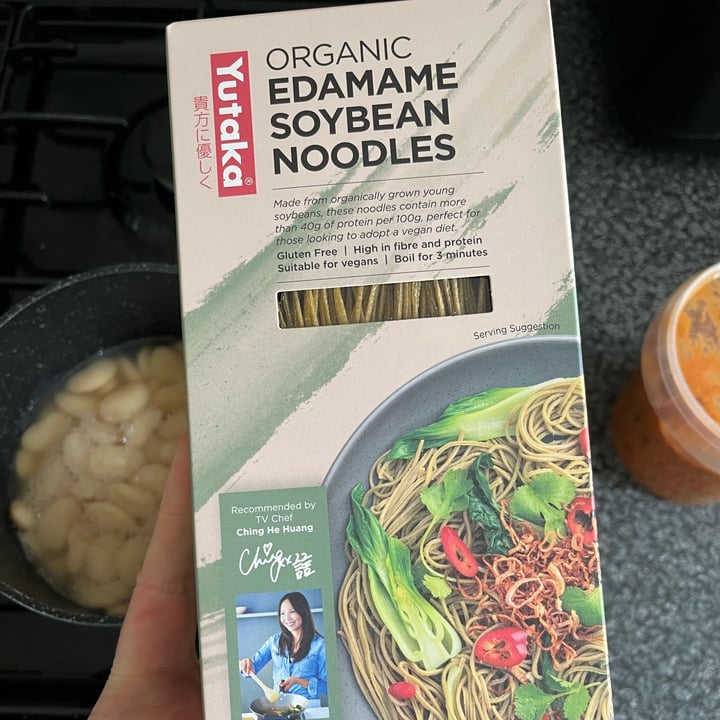 Yutaka®
貴方に優しく
ORGANIC
EDAMAME
SOYBEAN
NOODLES
Made from organically grown young
soybeans, these noodles contain more
than 40g of protein per 100g, perfect for
those looking to adopt a vegan diet.
Gluten Free | High in fibre and protein
Suitable for vegans | Boil for 3 minutes
Serving Suggestion
Recommended by
TV Chef
Ching He Huang